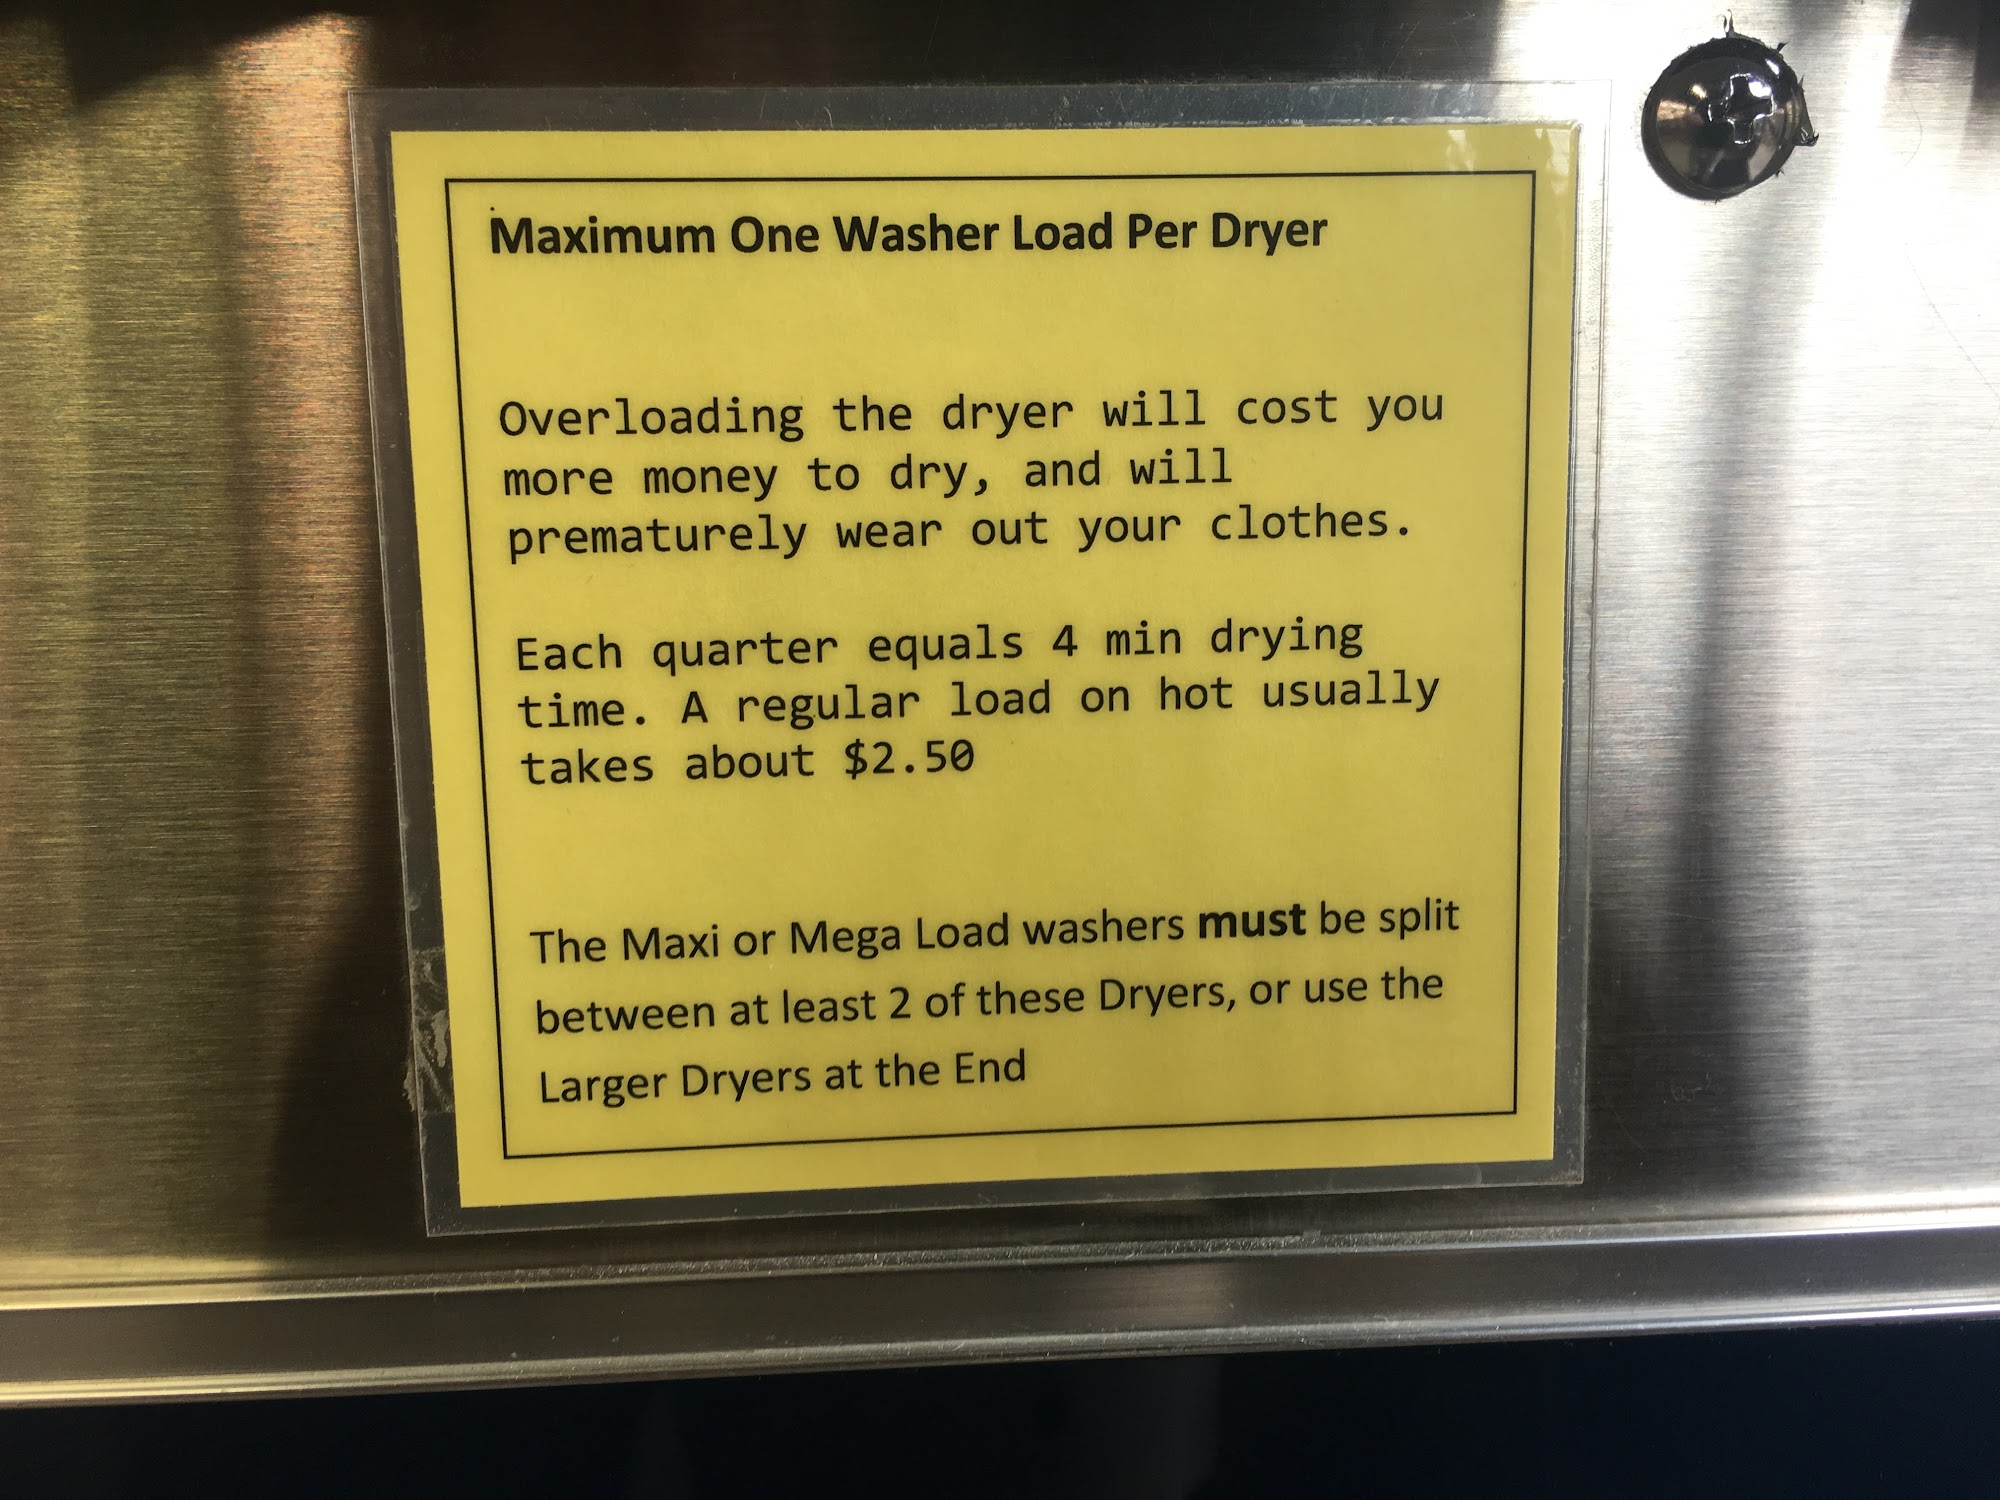 Maximum One Washer Load Per Dryer
Overloading the dryer will cost you
more money to dry, and will
prematurely wear out your clothes.
Each quarter equals 4 min drying
time. A regular load on hot usually
takes about $2.50
The Maxi or Mega Load washers must be split
between at least 2 of these Dryers, or use the
Larger Dryers at the End